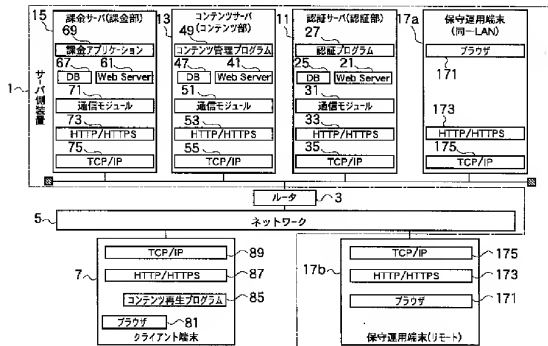 15
課金サーバ(課金部)
69
課金アプリケーション
67
61
DB
Web Server
71
通信モジュール
73
HTTP/HTTPS
75
TCP/IP
13
コンテンツサーバ
(コンテンツ部)
49
コンテンツ管理プログラム
47
41
DB
Web Server
51
通信モジュール
53
HTTP/HTTPS
55
TCP/IP
11
認証サーバ(認証部)
27
認証プログラム
25
21
DB
Web Server
31
通信モジュール
33
HTTP/HTTPS
35
TCP/IP
17a
保守運用端末
(同一LAN)
ブラウザ
171
173
HTTP/HTTPS
175
TCP/IP
1
サーバ側装置
ルータ
3
5
ネットワーク
7
TCP/IP
89
HTTP/HTTPS
87
コンテンツ再生プログラム
85
ブラウザ
81
クライアント端末
17b
TCP/IP
175
HTTP/HTTPS
173
ブラウザ
171
保守運用端末(リモート)